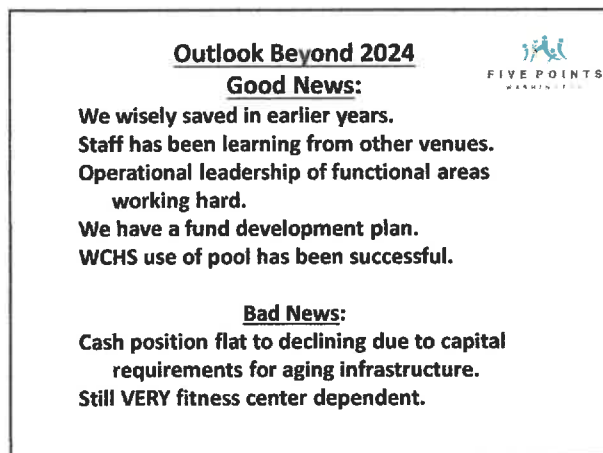 Outlook Beyond 2024
FIVE POINTS
WASHINGTON
Good News:
We wisely saved in earlier years.
Staff has been learning from other venues.
Operational leadership of functional areas
working hard.
We have a fund development plan.
WCHS use of pool has been successful.
Bad News:
Cash position flat to declining due to capital
requirements for aging infrastructure.
Still VERY fitness center dependent.